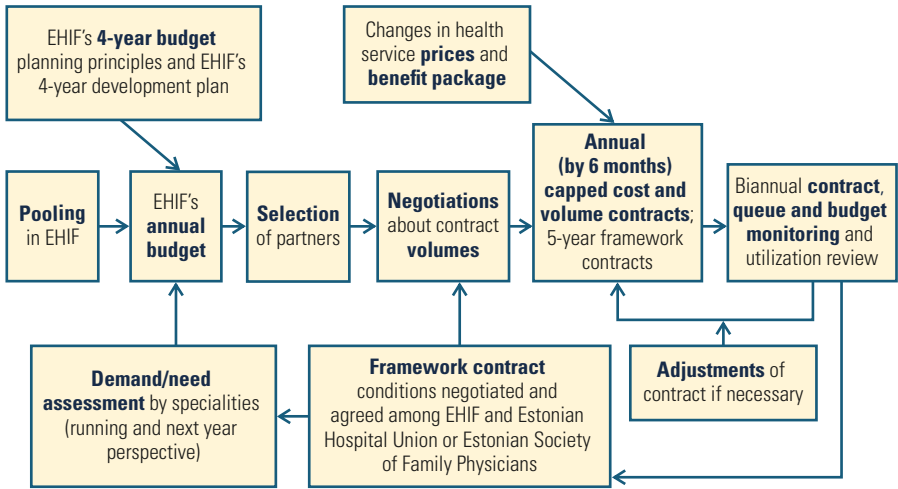 EHIF's 4-year budget
planning principles and EHIF's
4-year development plan
Changes in health
service prices and
benefit package
Pooling
in EHIF
EHIF's
annual
budget
Selection
of partners
Negotiations
about contract
volumes
Annual
(by 6 months)
capped cost and
volume contracts;
5-year framework
contracts
Biannual contract,
queue and budget
monitoring and
utilization review
Demand/need
assessment by specialities
(running and next year
perspective)
Framework contract
conditions negotiated and
agreed among EHIF and Estonian
Hospital Union or Estonian Society
of Family Physicians
Adjustments of
contract if necessary